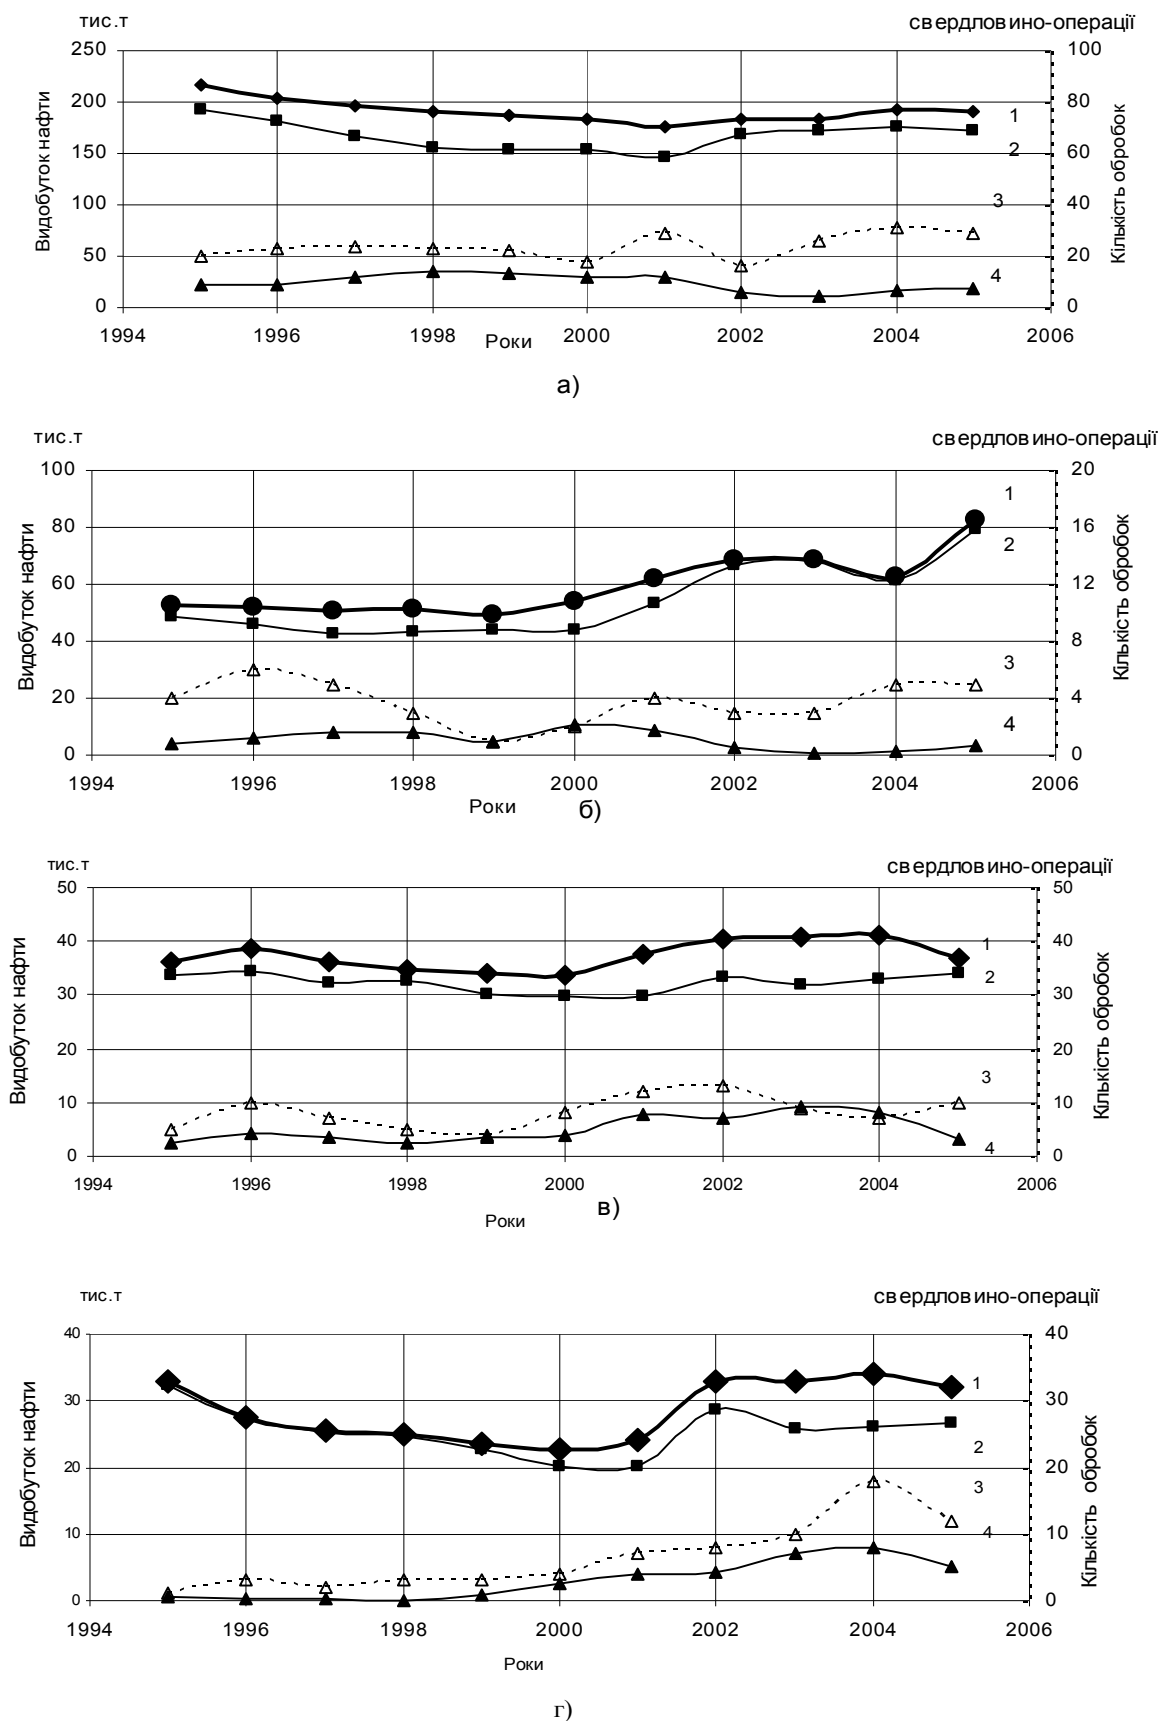 тис.т свердловино-операції
250 100
200 80
150 60
100 40
50 20
0 0
Видобуток нафти
Кількість обробок
1
2
3
4
1994 1996 1998 2000 2002 2004 2006
Роки
а)
тис.т свердловино-операції
100 20
80 16
60 12
40 8
20 4
0 0
Видобуток нафти
Кількість обробок
1
2
3
4
1994 1996 1998 2000 2002 2004 2006
Роки
б)
тис.т свердловино-операції
50 50
40 40
30 30
20 20
10 10
0 0
Видобуток нафти
Кількість обробок
1
2
3
4
1994 1996 1998 2000 2002 2004 2006
Роки
в)
тис.т свердловино-операції
40 40
30 30
20 20
10 10
0 0
Видобуток нафти
Кількість обробок
1
2
3
4
1994 1996 1998 2000 2002 2004 2006
Роки
г)